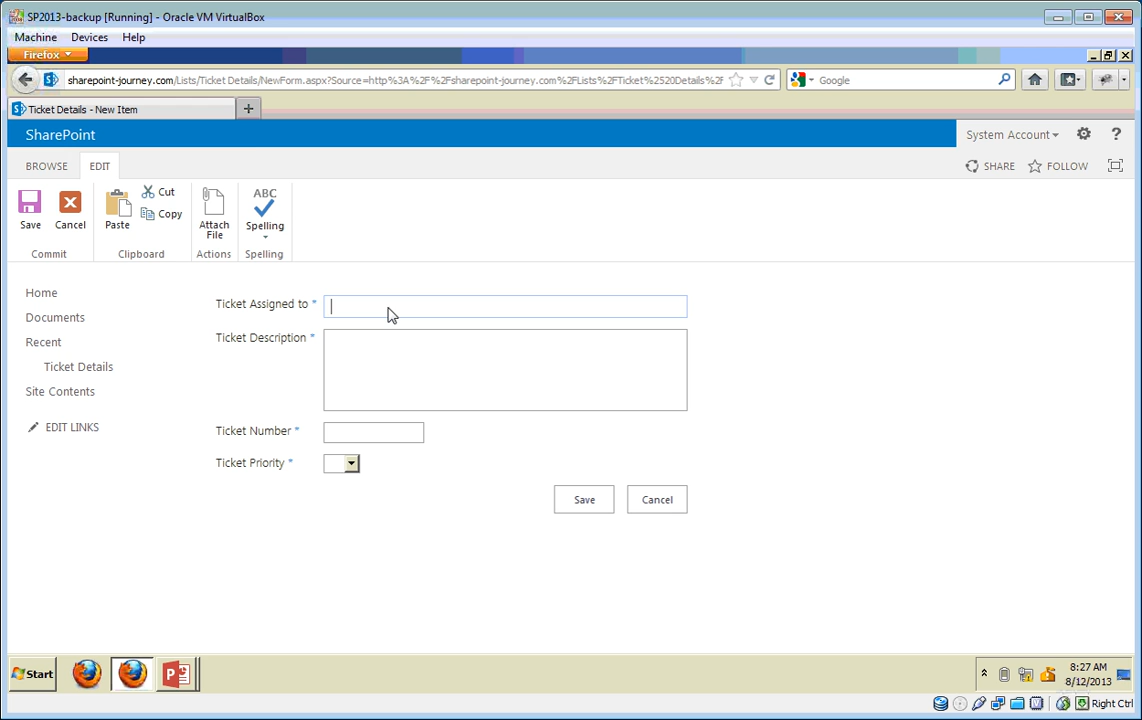 SP2013-backup [Running] - Oracle VM VirtualBox
Machine Devices Help
Firefox
sharepoint-journey.com/Lists/Ticket Details/NewForm.aspx?Source=http%3A%2F%2Fsharepoint-journey.com%2FLists%2FTicket%2520Details%2F
Google
Ticket Details - New Item
SharePoint
System Account
?
BROWSE EDIT
SHARE FOLLOW
Save Cancel Paste Cut Copy Attach File ABC Spelling
Commit Clipboard Actions Spelling
Home
Documents
Recent
Ticket Details
Site Contents
EDIT LINKS
Ticket Assigned to *
Ticket Description *
Ticket Number *
Ticket Priority *
Save Cancel
Start
8:27 AM
8/12/2013
Right Ctrl